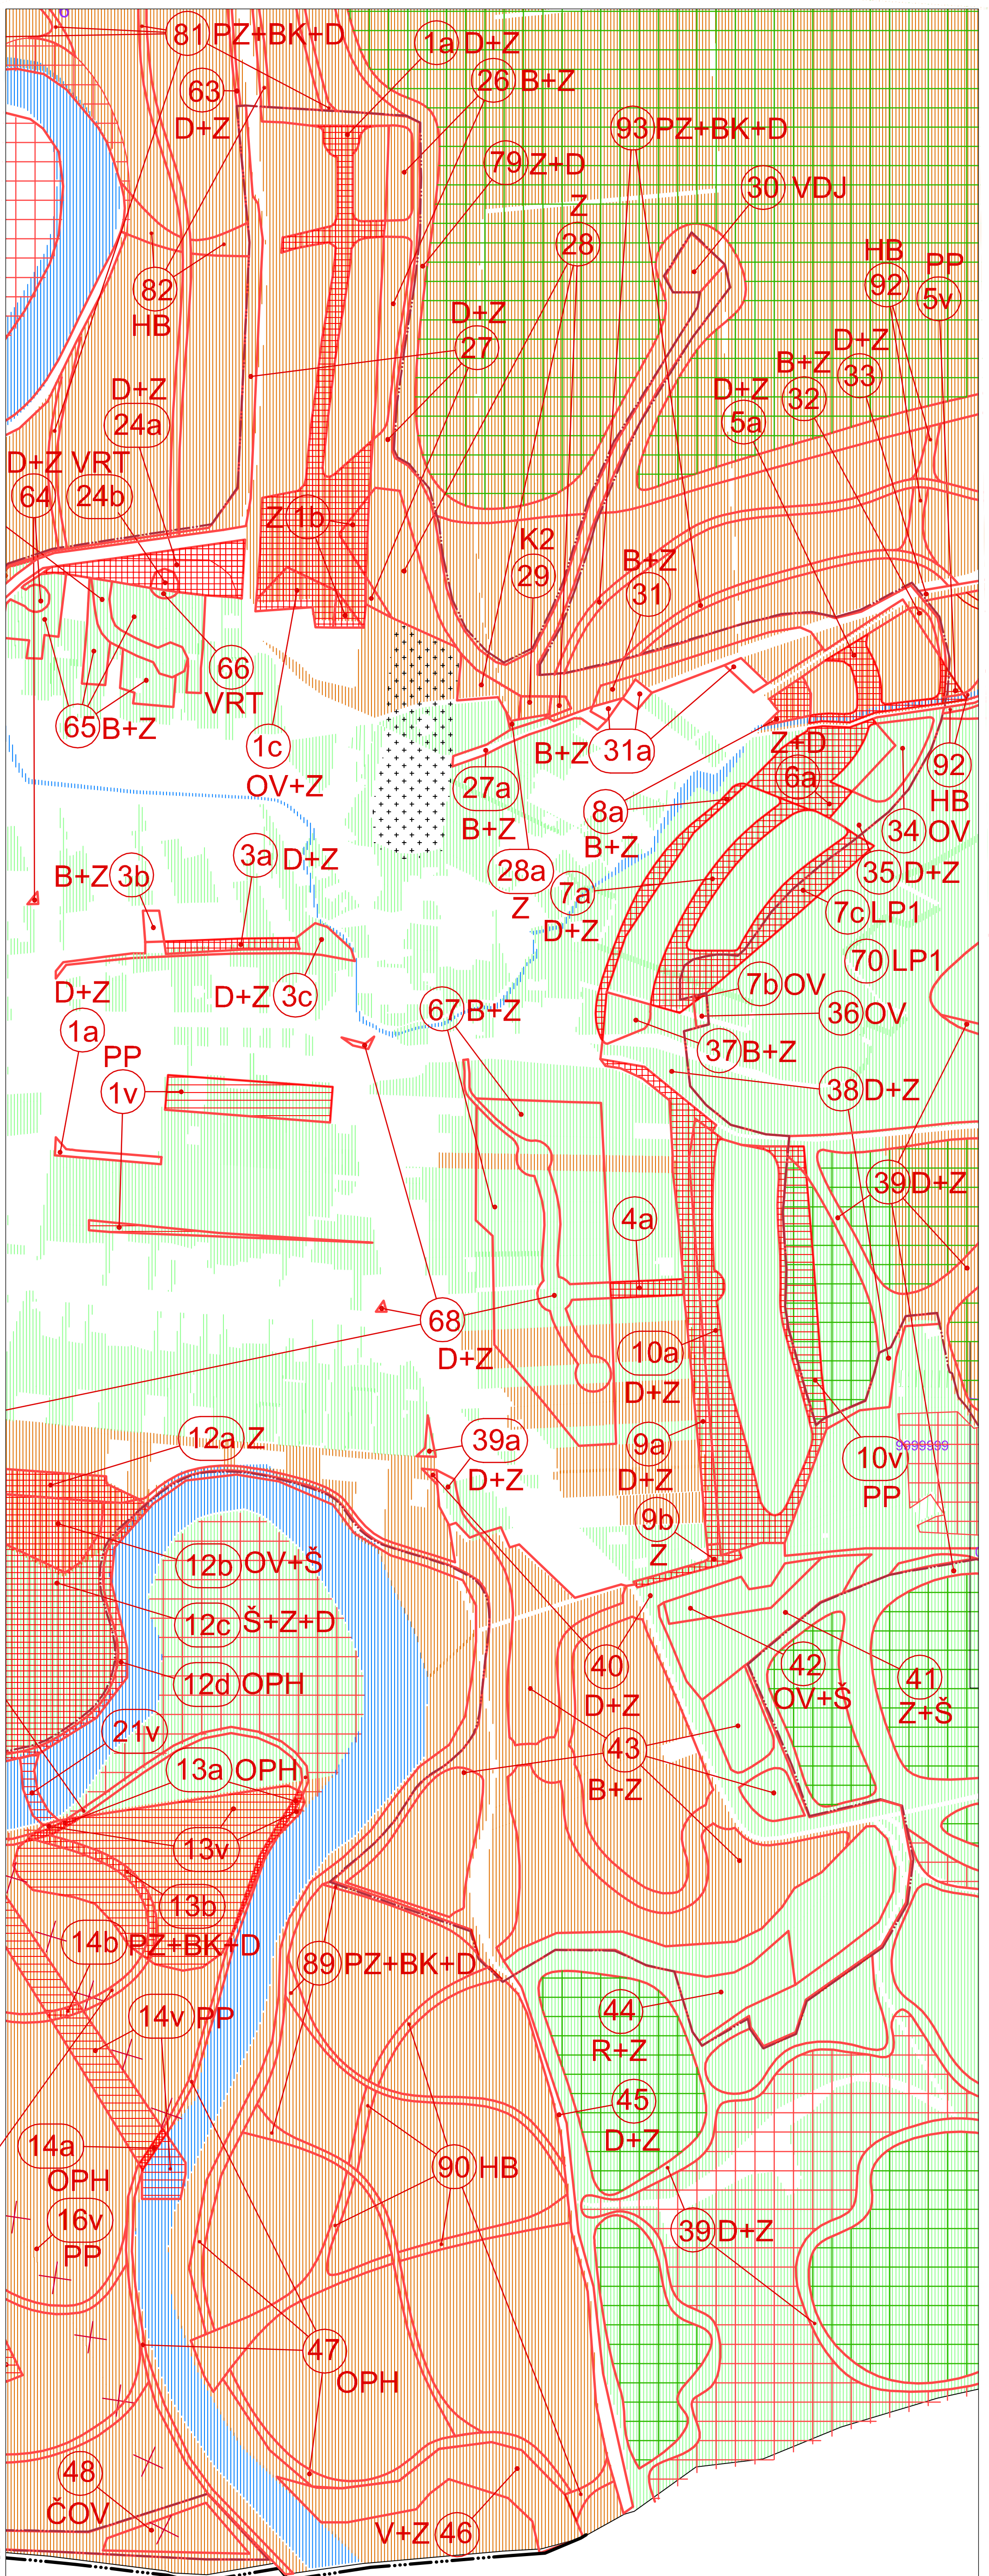 81 PZ+BK+D
1a D+Z
63
D+Z
26 B+Z
93 PZ+BK+D
79 Z+D
30 VDJ
Z
28
HB
92
PP
5v
82
HB
D+Z
27
D+Z
33
B+Z
32
D+Z
5a
D+Z
24a
D+Z
64
VRT
24b
Z 1b
K2
29
B+Z
31
66
VRT
65 B+Z
1c
OV+Z
B+Z 31a
Z+D
6a
92
HB
27a
B+Z
8a
B+Z
34 OV
3a D+Z
B+Z 3b
28a
Z
7a
D+Z
35 D+Z
7c LP1
70 LP1
D+Z
1a
D+Z 3c
67 B+Z
7b OV
36 OV
37 B+Z
PP
1v
38 D+Z
39 D+Z
4a
68
D+Z
10a
D+Z
12a Z
39a
D+Z
9a
D+Z
9999999
10v
PP
9b
Z
12b OV+Š
12c Š+Z+D
12d OPH
40
D+Z
42
OV+Š
41
Z+Š
21v
13a OPH
43
B+Z
13v
13b
14b PZ+BK+D
89 PZ+BK+D
14v PP
44
R+Z
45
D+Z
14a
OPH
90 HB
16v
PP
39 D+Z
47
OPH
48
ČOV
V+Z 46